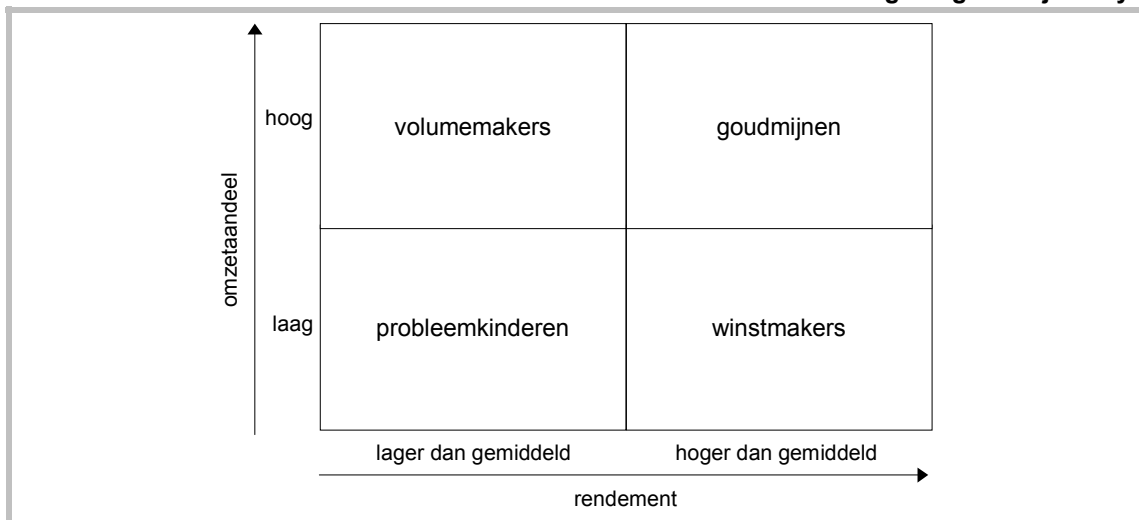 hoog
volumemakers
goudmijnen
omzetaandeel
laag
probleemkinderen
winstmakers
lager dan gemiddeld
hoger dan gemiddeld
rendement